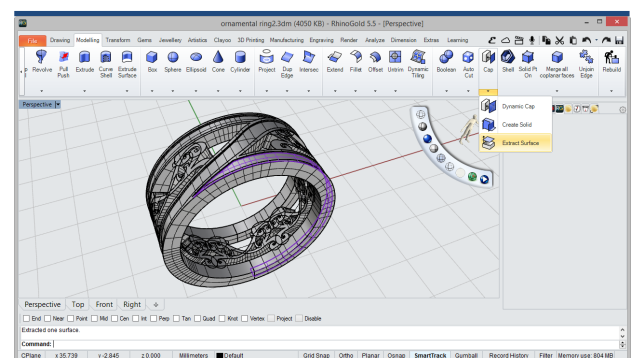 ornamental ring2.3dm (4050 KB) - RhinoGold 5.5 - [Perspective]
File Drawing Modelling Transform Gems Jewellery Artistics Clayoo 3D Printing Manufacturing Engraving Render Analyze Dimension Extras Learning
Revolve Pull Push Extrude Curve Shell Extrude Surface Box Sphere Ellipsoid Cone Cylinder Project Dup Edge Intersec Extend Fillet Offset Untrim Dynamic Tiling Boolean Auto Cut Cap Shell Solid Pt On Merge all coplanar faces Unjoin Edge Rebuild
Perspective
Dynamic Cap
Create Solid
Extract Surface
Perspective Top Front Right
End Near Point Mid Cen Int Perp Tan Quad Knot Vertex Project Disable
Extracted one surface.
Command:
CPlane x 35.739 y -2.845 z 0.000 Millimeters Default Grid Snap Ortho Planar Osnap SmartTrack Gumball Record History Filter Memory use: 804 MB